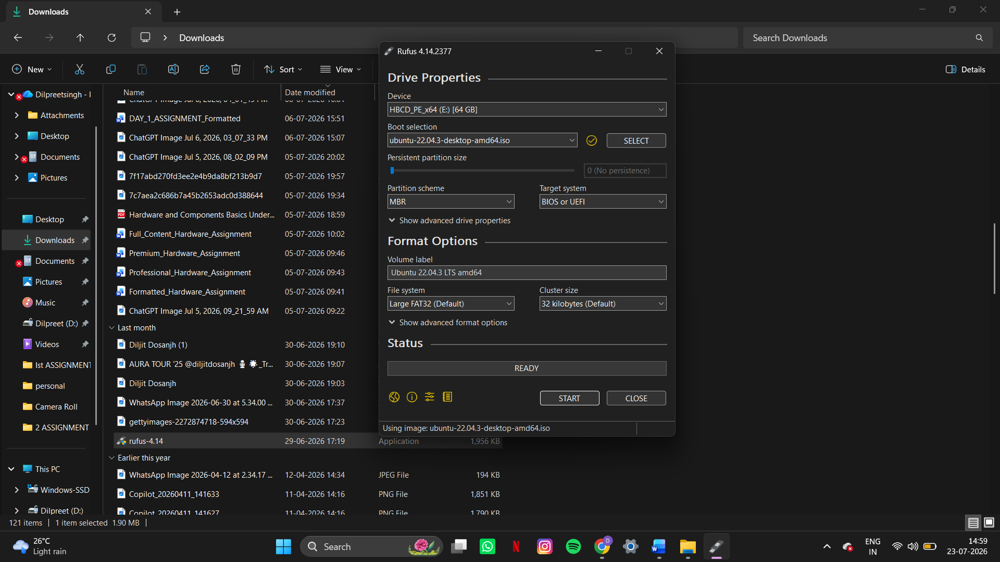 Downloads
Downloads
Search Downloads
New
Sort
View
Details
Dilpreetsingh - F
Attachments
Desktop
Documents
Pictures
Desktop
Downloads
Documents
Pictures
Music
Dilpreet (D:)
Videos
Ist ASSIGNMENT
personal
Camera Roll
2 ASSIGNMENT
This PC
Windows-SSD
Dilpreet (D:)
Name Date modified
ChatGPT Image Jul 6, 2026, 04_01_49 PM 06-07-2026 16:01
DAY_1_ASSIGNMENT_Formatted 06-07-2026 15:51
ChatGPT Image Jul 6, 2026, 03_07_33 PM 06-07-2026 15:07
ChatGPT Image Jul 5, 2026, 08_02_09 PM 05-07-2026 20:02
7f17abd270fd3ee2e4b9da8bf213b9d7 05-07-2026 19:57
7c7aea2c686b7a45b2653adc0d388644 05-07-2026 19:34
Hardware and Components Basics Under... 05-07-2026 18:59
Full_Content_Hardware_Assignment 05-07-2026 10:02
Premium_Hardware_Assignment 05-07-2026 09:46
Professional_Hardware_Assignment 05-07-2026 09:43
Formatted_Hardware_Assignment 05-07-2026 09:41
ChatGPT Image Jul 5, 2026, 09_21_59 AM 05-07-2026 09:22
Last month
Diljit Dosanjh (1) 30-06-2026 19:10
AURA TOUR '25 @diljitdosanjh 🎙️ ☀️_Tr... 30-06-2026 19:07
Diljit Dosanjh 30-06-2026 19:03
WhatsApp Image 2026-06-30 at 5.34.00 ... 30-06-2026 17:37
gettyimages-2272874718-594x594 30-06-2026 17:23
rufus-4.14 29-06-2026 17:19 Application 1,956 KB
Earlier this year
WhatsApp Image 2026-04-12 at 2.34.17 ... 12-04-2026 14:34 JPEG File 194 KB
Copilot_20260411_141633 11-04-2026 14:16 PNG File 1,851 KB
Copilot_20260411_141627 11-04-2026 14:16 PNG File 1,790 KB
Rufus 4.14.2377
Drive Properties
Device
HBCD_PE_x64 (E:) [64 GB]
Boot selection
ubuntu-22.04.3-desktop-amd64.iso
SELECT
Persistent partition size
0 (No persistence)
Partition scheme Target system
MBR BIOS or UEFI
Show advanced drive properties
Format Options
Volume label
Ubuntu 22.04.3 LTS amd64
File system Cluster size
Large FAT32 (Default) 32 kilobytes (Default)
Show advanced format options
Status
READY
START CLOSE
Using image: ubuntu-22.04.3-desktop-amd64.iso
121 items 1 item selected 1.90 MB
26°C
Light rain
Search
D
ENG
IN
14:59
23-07-2026